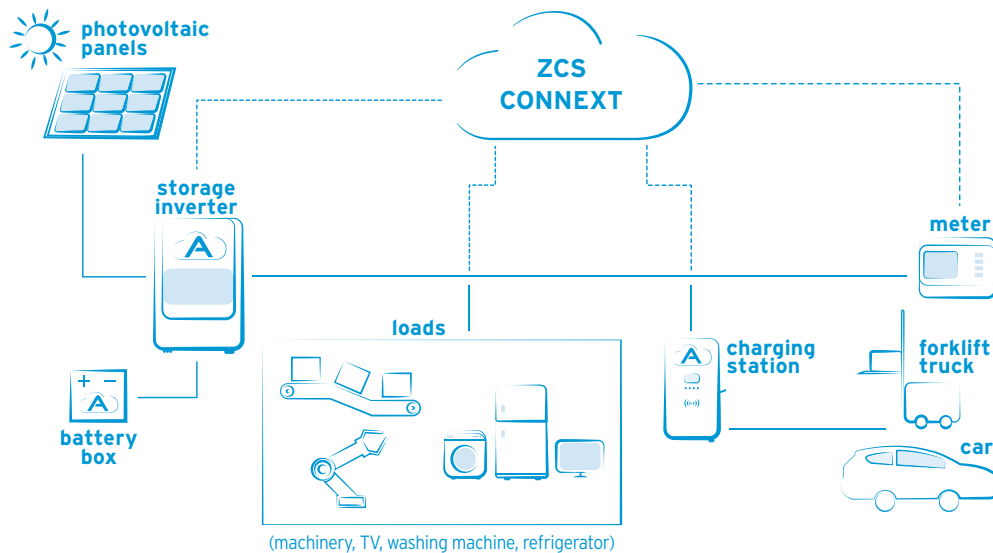 photovoltaic
panels
ZCS
CONNEXT
storage
inverter
meter
A
loads
A
charging
station
forklift
truck
+ −
A
battery
box
car
(machinery, TV, washing machine, refrigerator)